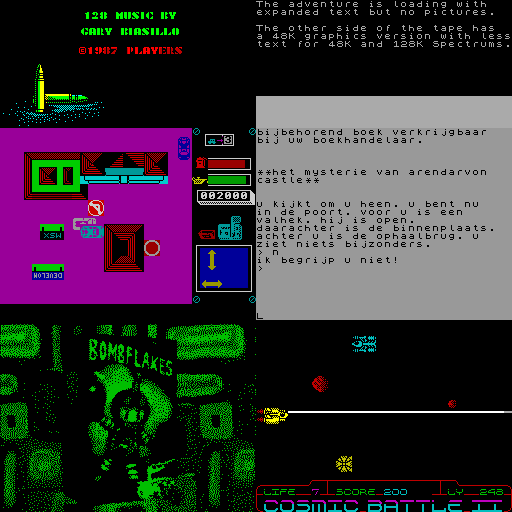 128 MUSIC BY
GARY BIASILLO
©1987 PLAYERS
The adventure is loading with
expanded text but no pictures.
The other side of the tape has
a 48K graphics version with less
text for 48K and 128K Spectrums.
bijbehorend boek verkrijgbaar
bij uw boekhandelaar.
**het mysterie van arendarvon
castle**
u kijkt om u heen. u bent nu
in de poort. voor u is een
valhek. hij is open.
daarachter is de binnenplaats.
achter u is de ophaalbrug. u
ziet niets bijzonders.
> n
ik begrijp u niet!
>
L
002000
MSX
DEVELON
BOMBFLAKES
LIFE 7 SCORE 200 LV 248
COSMIC BATTLE II